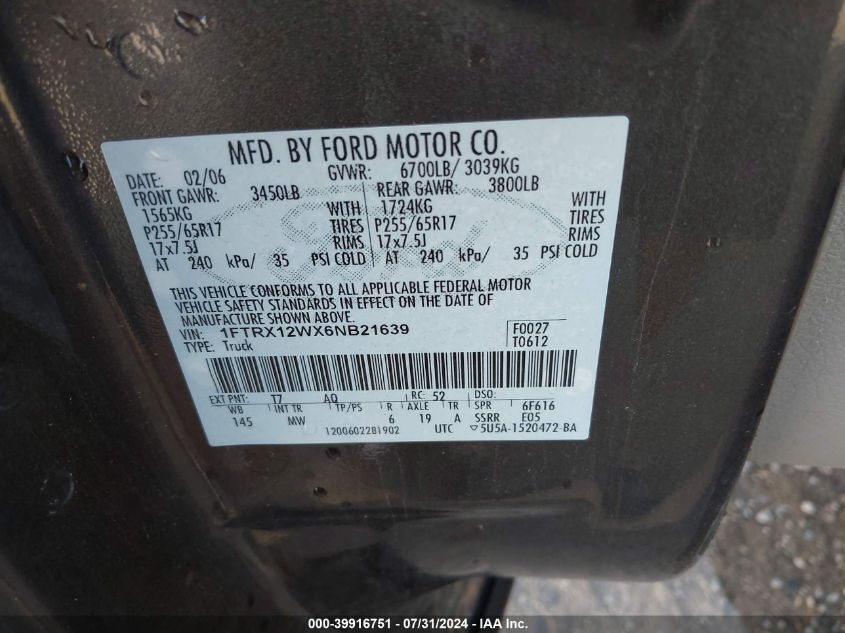 MFD. BY FORD MOTOR CO.
DATE: 02/06 GVWR: 6700LB/ 3039KG
FRONT GAWR: 3450LB REAR GAWR: 3800LB
1565KG WITH 1724KG WITH
P255/65R17 TIRES P255/65R17 TIRES
17x7.5J RIMS 17x7.5J RIMS
AT 240 kPa/ 35 PSI COLD AT 240 kPa/ 35 PSI COLD
Ford
THIS VEHICLE CONFORMS TO ALL APPLICABLE FEDERAL MOTOR
VEHICLE SAFETY STANDARDS IN EFFECT ON THE DATE OF
MANUFACTURE SHOWN ABOVE.
VIN: 1FTRX12WX6NB21639 F0027
TYPE: Truck T0612
EXT PNT: T7 AQ RC: 52 DSO:
WB INT TR TP/PS R AXLE TR SPR 6F616
145 MW 6 19 A SSRR E05
1200602281902 UTC ▽5U5A-1520472-BA
000-39916751 / 07/31/2024 - © IAA Inc.